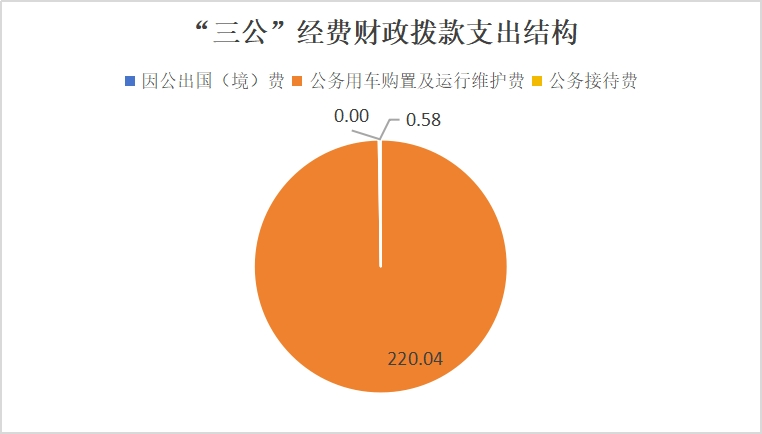 “三公”经费财政拨款支出结构
因公出国（境）费 公务用车购置及运行维护费 公务接待费
0.00 0.58
220.04